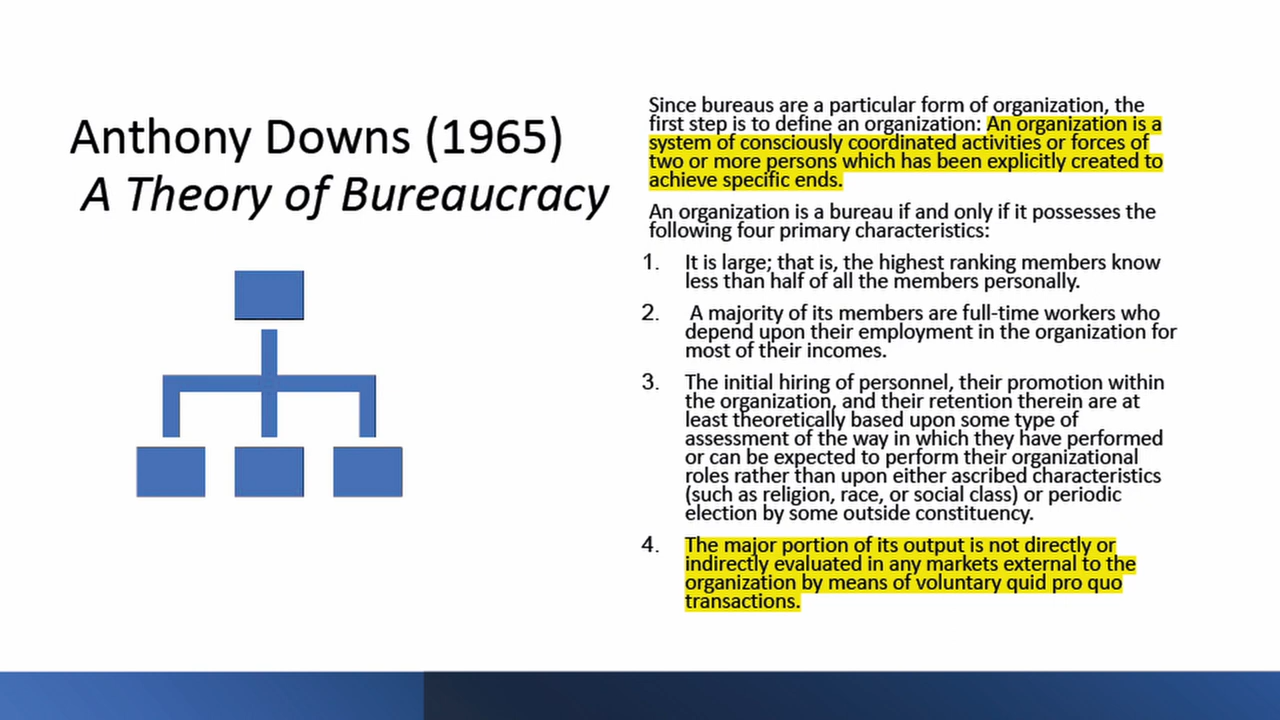 Anthony Downs (1965)
A Theory of Bureaucracy
Since bureaus are a particular form of organization, the
first step is to define an organization: An organization is a
system of consciously coordinated activities or forces of
two or more persons which has been explicitly created to
achieve specific ends.
An organization is a bureau if and only if it possesses the
following four primary characteristics:
1. It is large; that is, the highest ranking members know
less than half of all the members personally.
2. A majority of its members are full-time workers who
depend upon their employment in the organization for
most of their incomes.
3. The initial hiring of personnel, their promotion within
the organization, and their retention therein are at
least theoretically based upon some type of
assessment of the way in which they have performed
or can be expected to perform their organizational
roles rather than upon either ascribed characteristics
(such as religion, race, or social class) or periodic
election by some outside constituency.
4. The major portion of its output is not directly or
indirectly evaluated in any markets external to the
organization by means of voluntary quid pro quo
transactions.